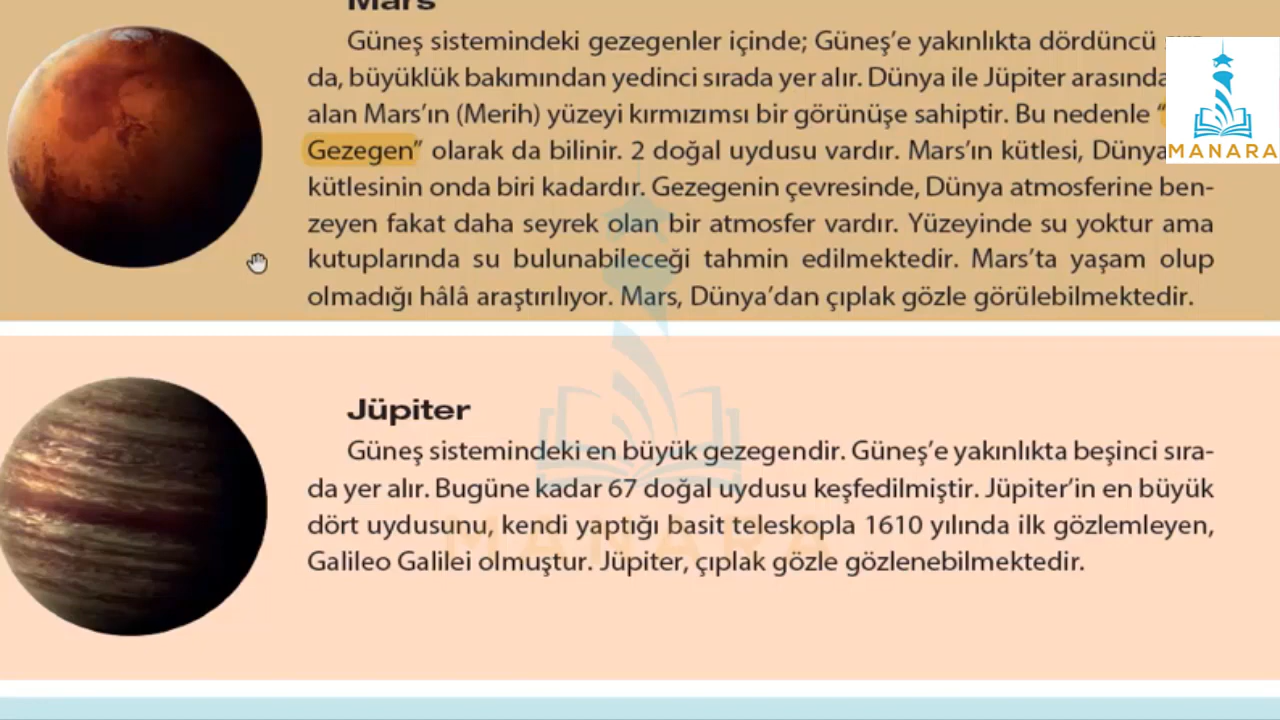 Mars
Güneş sistemindeki gezegenler içinde; Güneş'e yakınlıkta dördüncü
da, büyüklük bakımından yedinci sırada yer alır. Dünya ile Jüpiter arasında
alan Mars'ın (Merih) yüzeyi kırmızımsı bir görünüşe sahiptir. Bu nedenle “
Gezegen” olarak da bilinir. 2 doğal uydusu vardır. Mars'ın kütlesi, Dünya
kütlesinin onda biri kadardır. Gezegenin çevresinde, Dünya atmosferine ben-
zeyen fakat daha seyrek olan bir atmosfer vardır. Yüzeyinde su yoktur ama
kutuplarında su bulunabileceği tahmin edilmektedir. Mars'ta yaşam olup
olmadığı hâlâ araştırılıyor. Mars, Dünya'dan çıplak gözle görülebilmektedir.
MANARA
Jüpiter
Güneş sistemindeki en büyük gezegendir. Güneş'e yakınlıkta beşinci sıra-
da yer alır. Bugüne kadar 67 doğal uydusu keşfedilmiştir. Jüpiter'in en büyük
dört uydusunu, kendi yaptığı basit teleskopla 1610 yılında ilk gözlemleyen,
Galileo Galilei olmuştur. Jüpiter, çıplak gözle gözlenebilmektedir.
MANARA